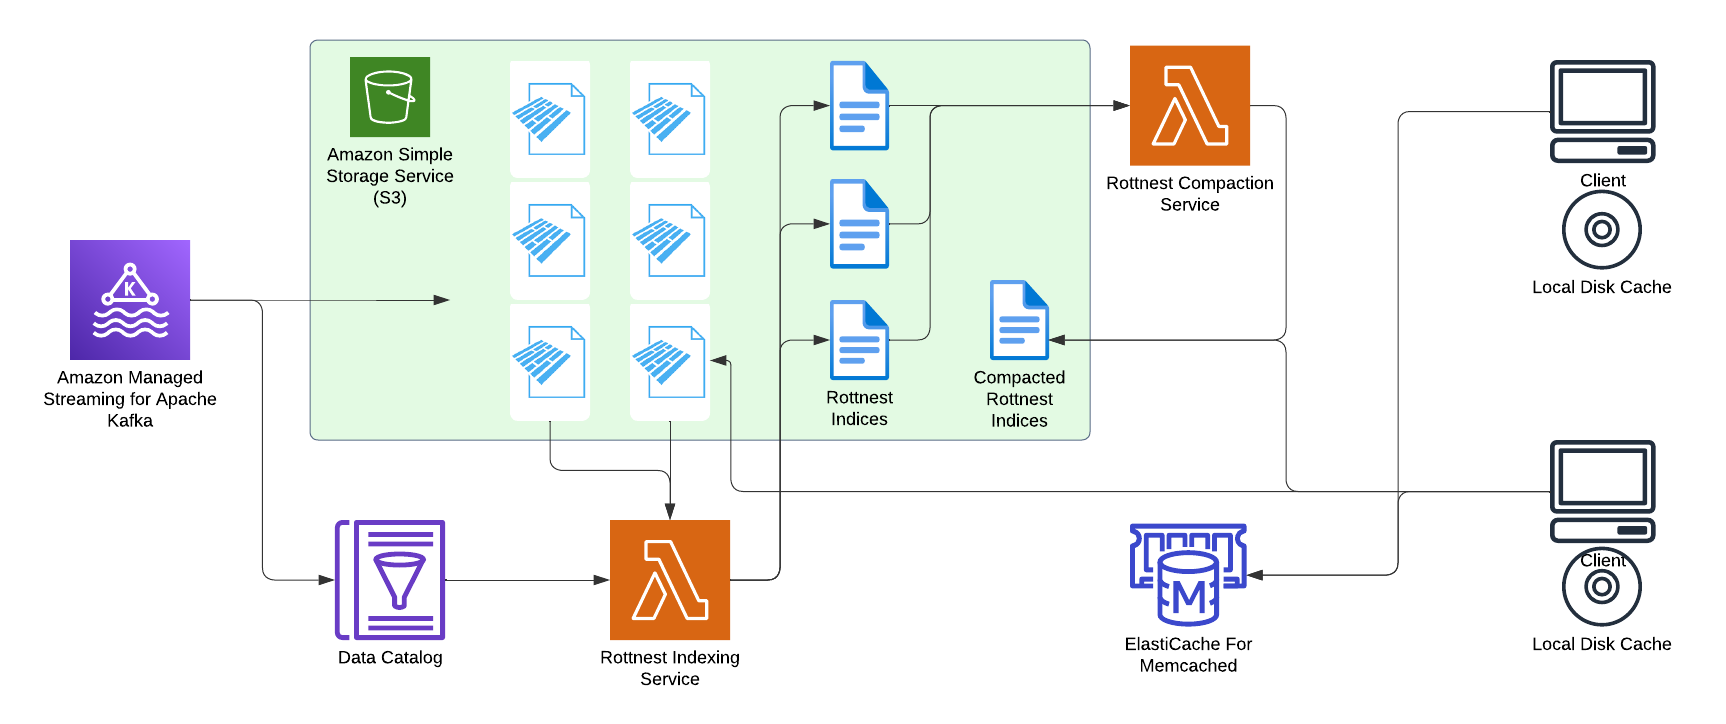 Amazon Simple
Storage Service
(S3)
Rottnest Compaction
Service
Client
Local Disk Cache
K
Amazon Managed
Streaming for Apache
Kafka
Rottnest
Indices
Compacted
Rottnest
Indices
Data Catalog
Rottnest Indexing
Service
M
ElastiCache For
Memcached
Client
Local Disk Cache